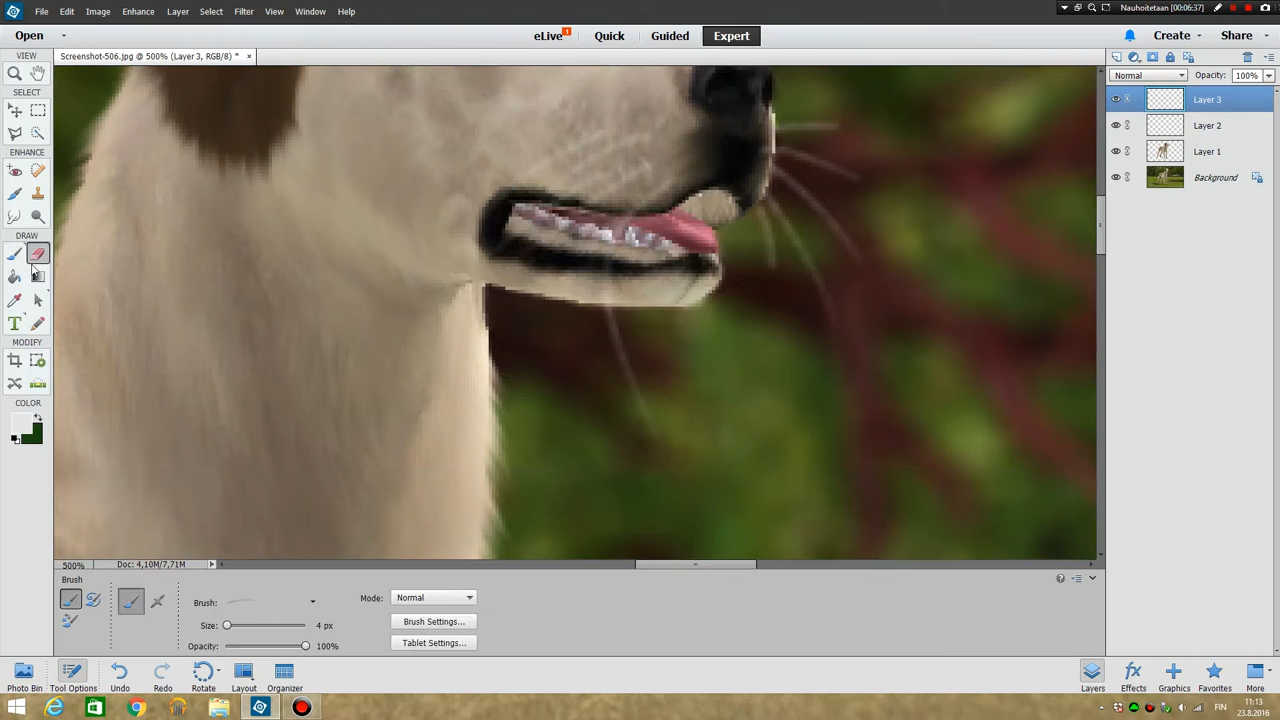 File Edit Image Enhance Layer Select Filter View Window Help
Nauhoitetaan [00:06:37]
Open eLive 1 Quick Guided Expert Create Share
VIEW
Screenshot-506.jpg @ 500% (Layer 3, RGB/8) * ×
SELECT
ENHANCE
DRAW
T
MODIFY
COLOR
Normal Opacity: 100%
Layer 3
Layer 2
Layer 1
Background
500% Doc: 4,10M/7,71M
Brush
Brush:
Size: 4 px
Opacity: 100%
Mode: Normal
Brush Settings...
Tablet Settings...
Photo Bin Tool Options Undo Redo Rotate Layout Organizer
Layers Effects Graphics Favorites More
FIN
11:13
23.8.2016